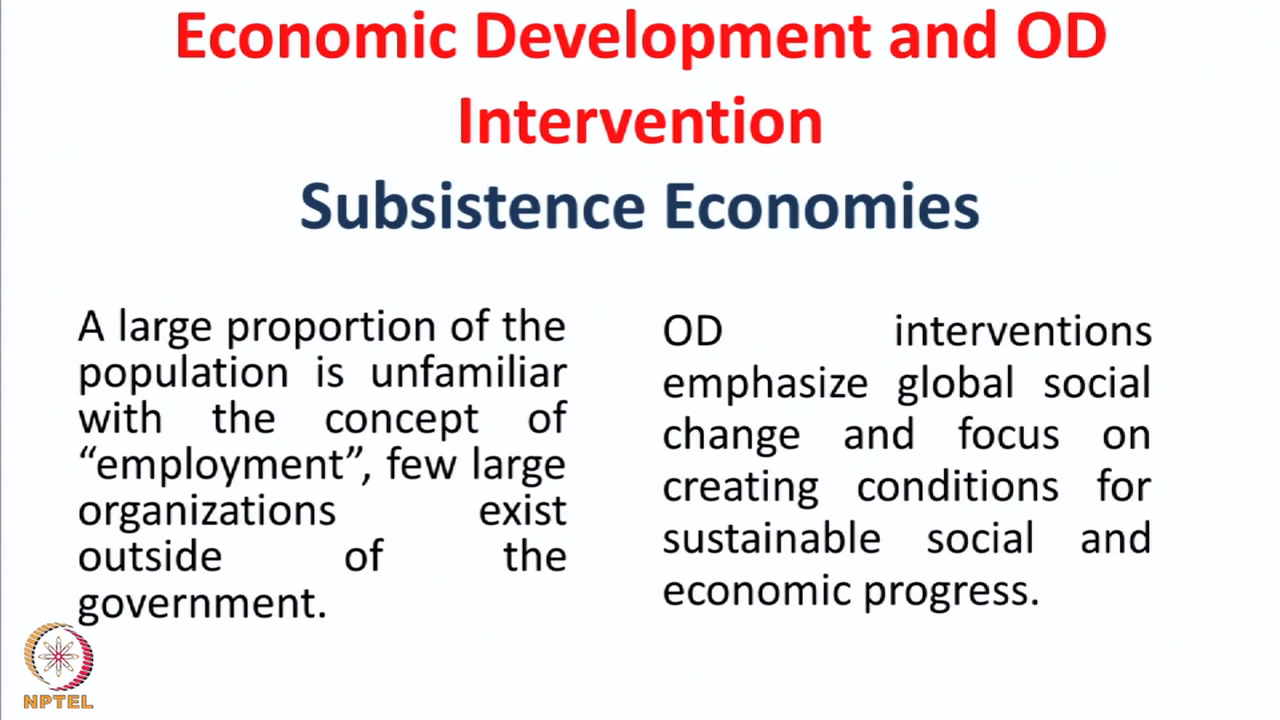 Economic Development and OD
Intervention
Subsistence Economies
A large proportion of the
population is unfamiliar
with the concept of
“employment”, few large
organizations exist
outside of the
government.
OD interventions
emphasize global social
change and focus on
creating conditions for
sustainable social and
economic progress.
NPTEL